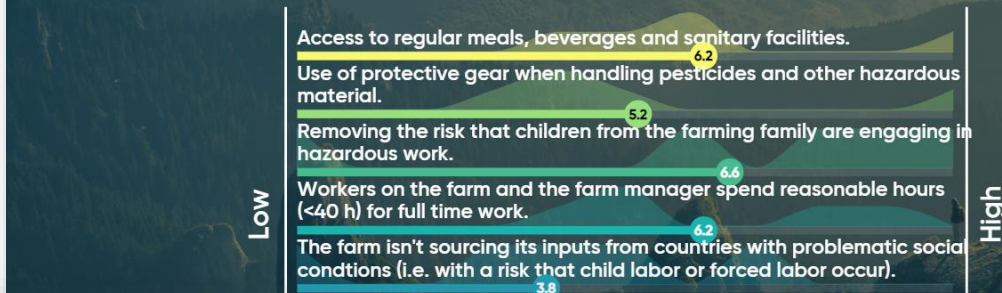 Access to regular meals, beverages and sanitary facilities.
6.2
Use of protective gear when handling pesticides and other hazardous
material.
5.2
Removing the risk that children from the farming family are engaging in
hazardous work.
6.6
Workers on the farm and the farm manager spend reasonable hours
(<40 h) for full time work.
6.2
The farm isn't sourcing its inputs from countries with problematic social
condtions (i.e. with a risk that child labor or forced labor occur).
3.8
Low
High